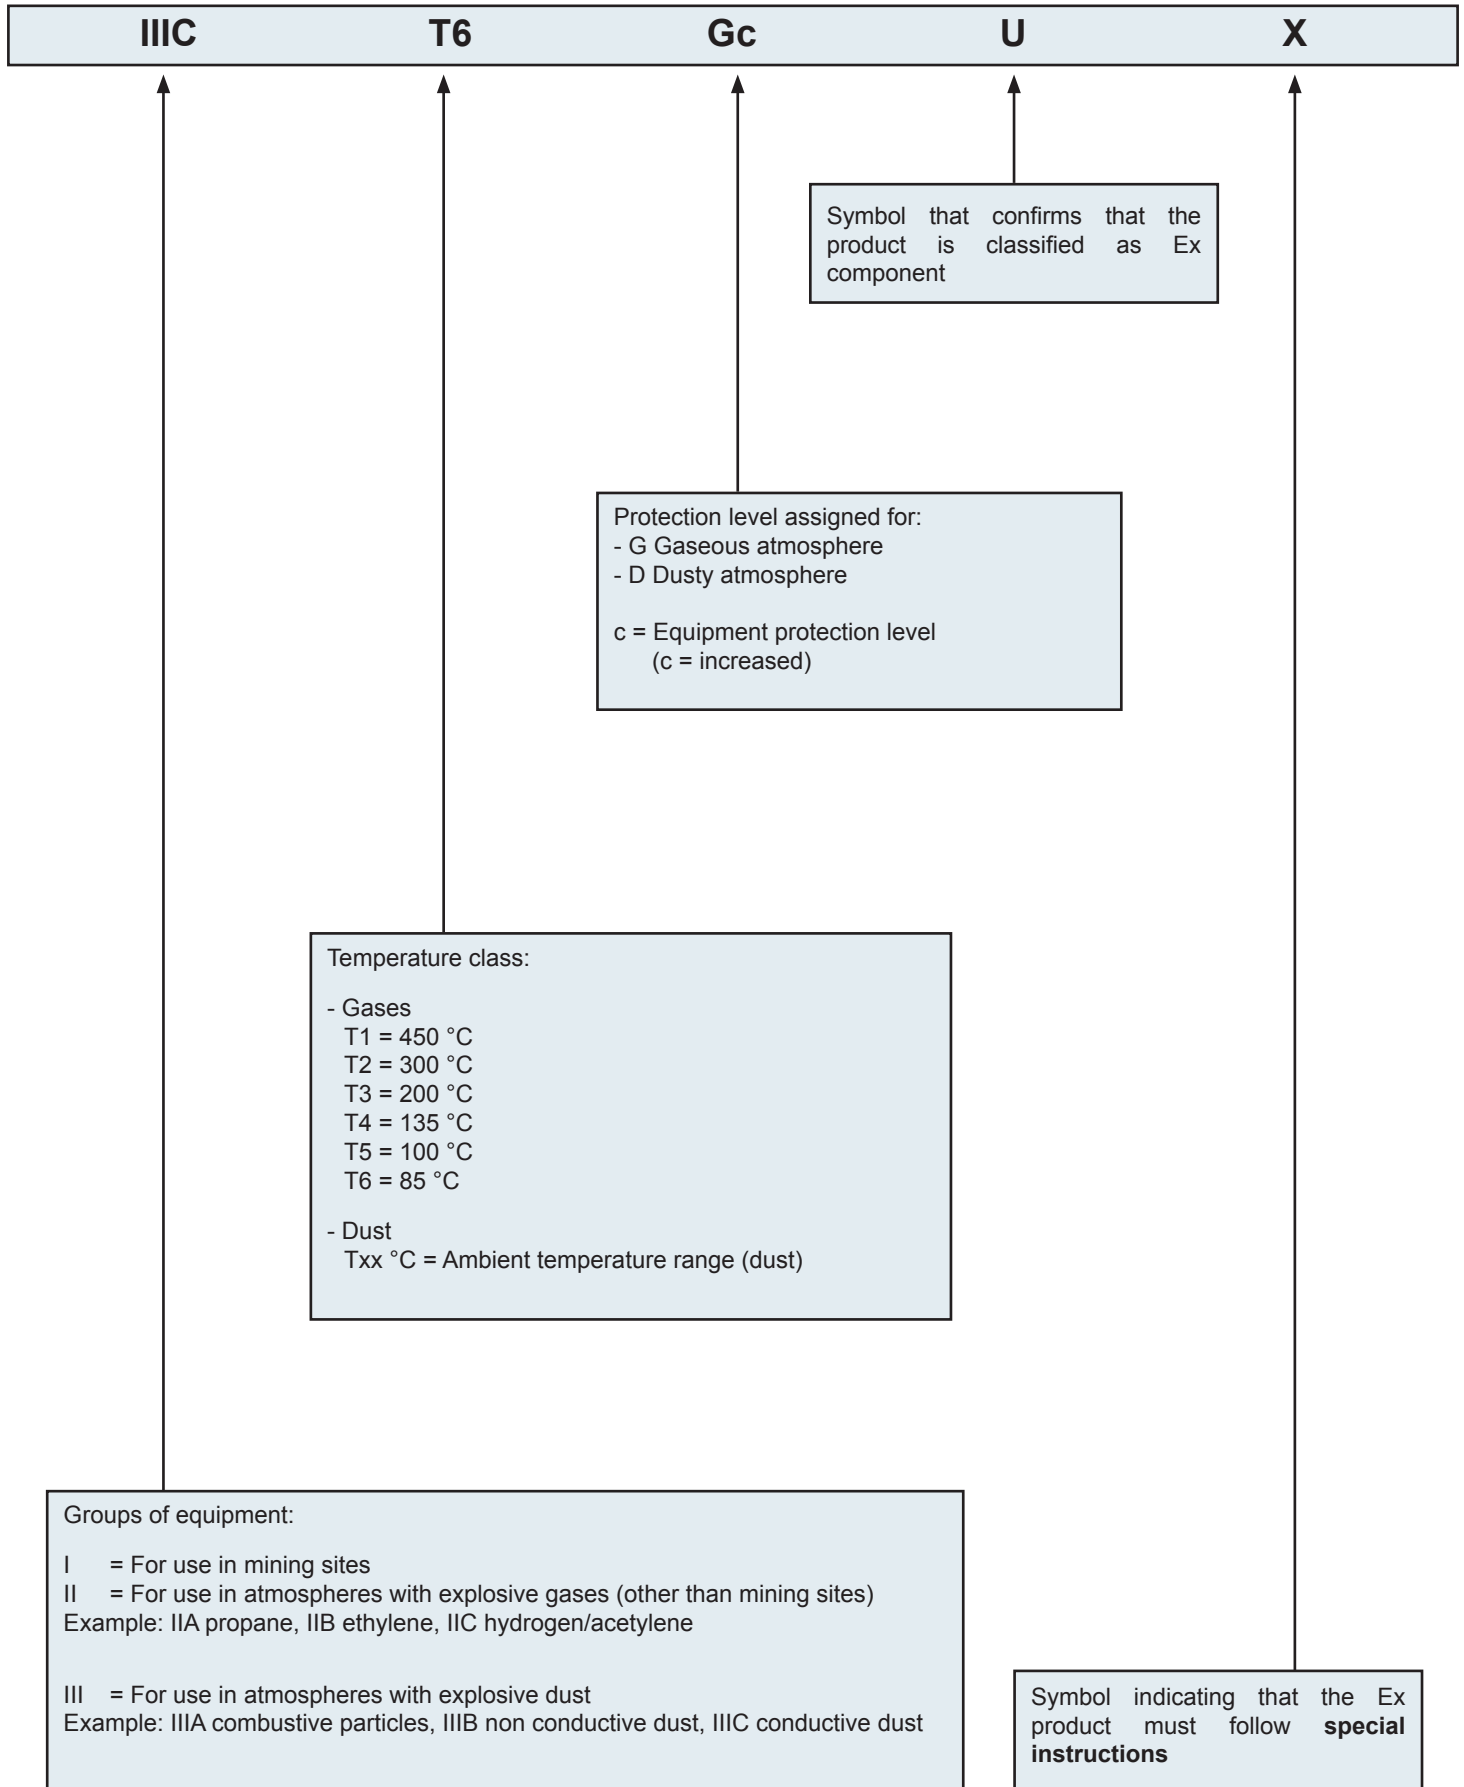 IIIC T6 Gc U X
Symbol that confirms that the
product is classified as Ex
component
Protection level assigned for:
- G Gaseous atmosphere
- D Dusty atmosphere
c = Equipment protection level
(c = increased)
Temperature class:
- Gases
T1 = 450 °C
T2 = 300 °C
T3 = 200 °C
T4 = 135 °C
T5 = 100 °C
T6 = 85 °C
- Dust
Txx °C = Ambient temperature range (dust)
Groups of equipment:
I = For use in mining sites
II = For use in atmospheres with explosive gases (other than mining sites)
Example: IIA propane, IIB ethylene, IIC hydrogen/acetylene
III = For use in atmospheres with explosive dust
Example: IIIA combustive particles, IIIB non conductive dust, IIIC conductive dust
Symbol indicating that the Ex
product must follow special
instructions